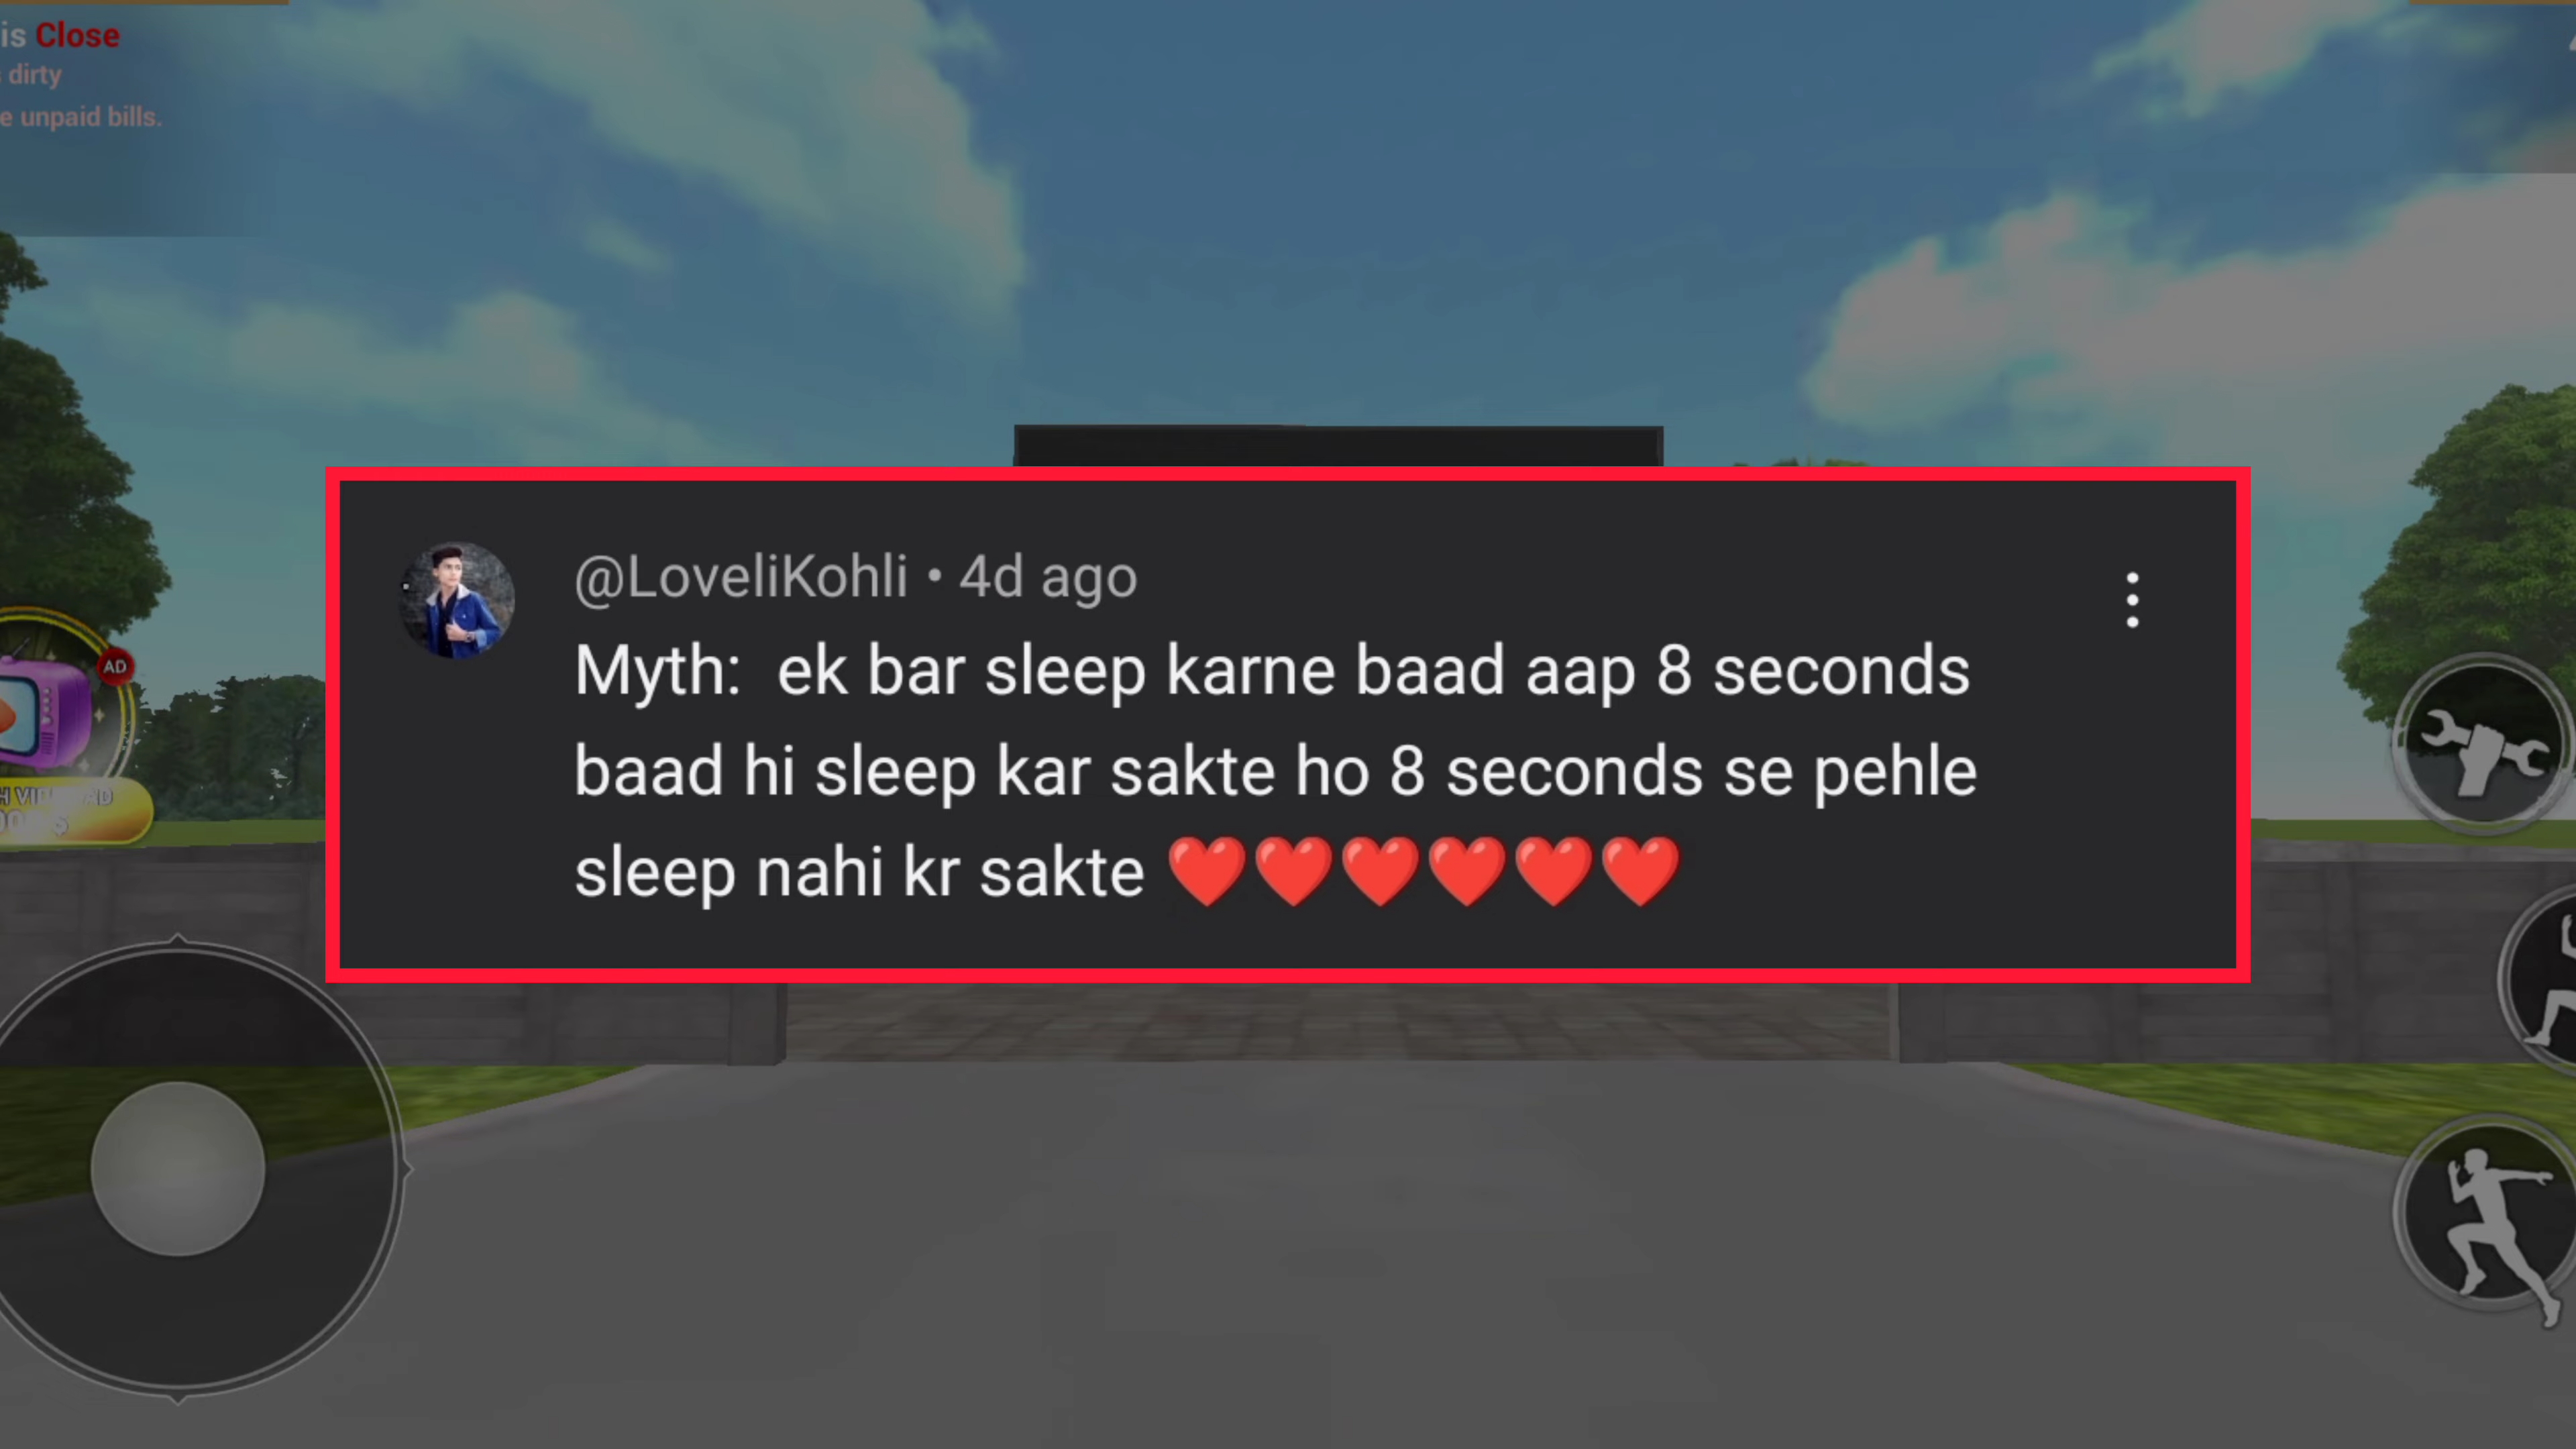 is Close
dirty
e unpaid bills.
@LoveliKohli • 4d ago
Myth:  ek bar sleep karne baad aap 8 seconds
baad hi sleep kar sakte ho 8 seconds se pehle
sleep nahi kr sakte ❤️❤️❤️❤️❤️❤️
AD